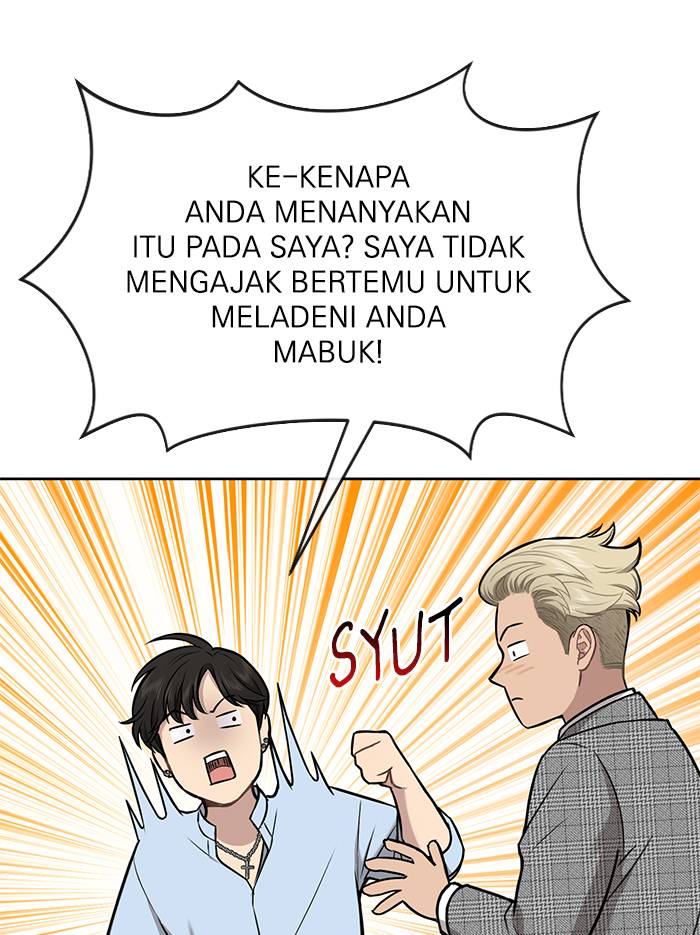 KE-KENAPA
ANDA MENANYAKAN
ITU PADA SAYA? SAYA TIDAK
MENGAJAK BERTEMU UNTUK
MELADENI ANDA
MABUK!
SYUT